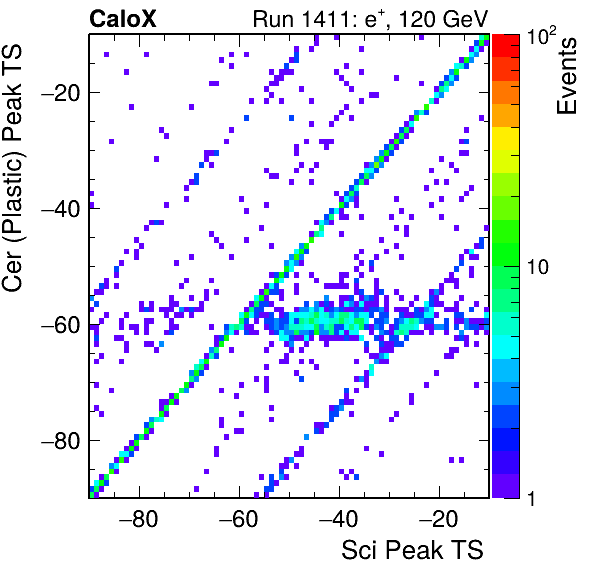 CaloX Run 1411: e⁺, 120 GeV
Cer (Plastic) Peak TS
−20
−40
−60
−80
−80 −60 −40 −20
Sci Peak TS
10²
10
1
Events